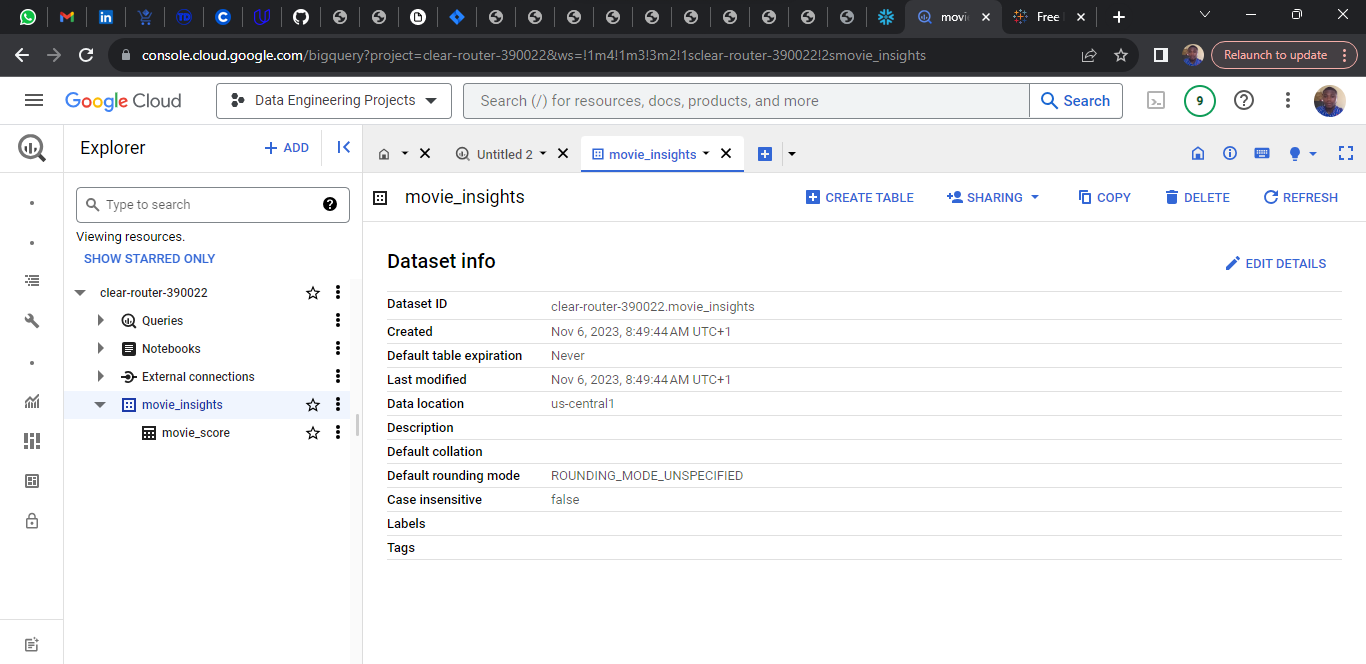 movi
Free
console.cloud.google.com/bigquery?project=clear-router-390022&ws=!1m4!1m3!3m2!1sclear-router-390022!2smovie_insights
Relaunch to update
Google Cloud
Data Engineering Projects
Search (/) for resources, docs, products, and more
Search
9
Explorer
+ ADD
Untitled 2
movie_insights
Type to search
Viewing resources.
SHOW STARRED ONLY
clear-router-390022
Queries
Notebooks
External connections
movie_insights
movie_score
movie_insights
CREATE TABLE
SHARING
COPY
DELETE
REFRESH
Dataset info
EDIT DETAILS
Dataset ID clear-router-390022.movie_insights
Created Nov 6, 2023, 8:49:44 AM UTC+1
Default table expiration Never
Last modified Nov 6, 2023, 8:49:44 AM UTC+1
Data location us-central1
Description
Default collation
Default rounding mode ROUNDING_MODE_UNSPECIFIED
Case insensitive false
Labels
Tags